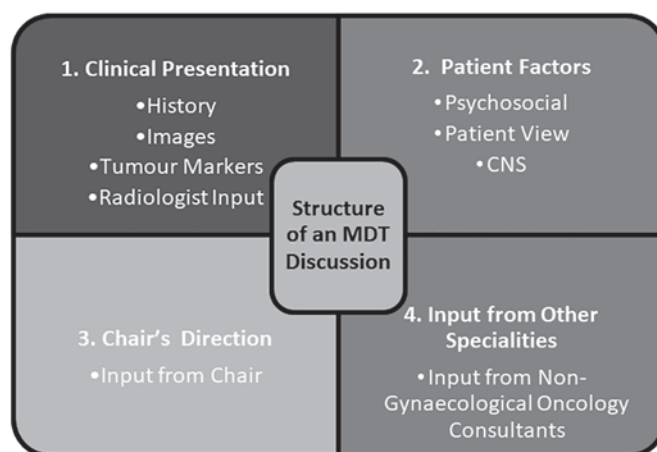 1. Clinical Presentation
•History
•Images
•Tumour Markers
•Radiologist Input
2. Patient Factors
•Psychosocial
•Patient View
•CNS
Structure
of an MDT
Discussion
3. Chair's Direction
•Input from Chair
4. Input from Other
Specialities
•Input from Non-
Gynaecological Oncology
Consultants